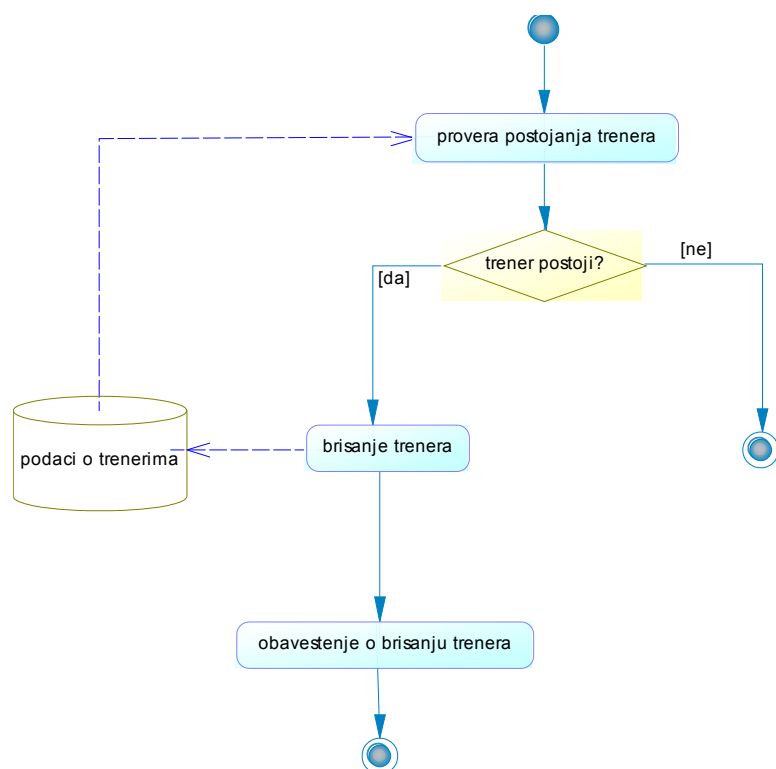 provera postojanja trenera
trener postoji?
[ne]
[da]
brisanje trenera
podaci o trenerima
obavestenje o brisanju trenera